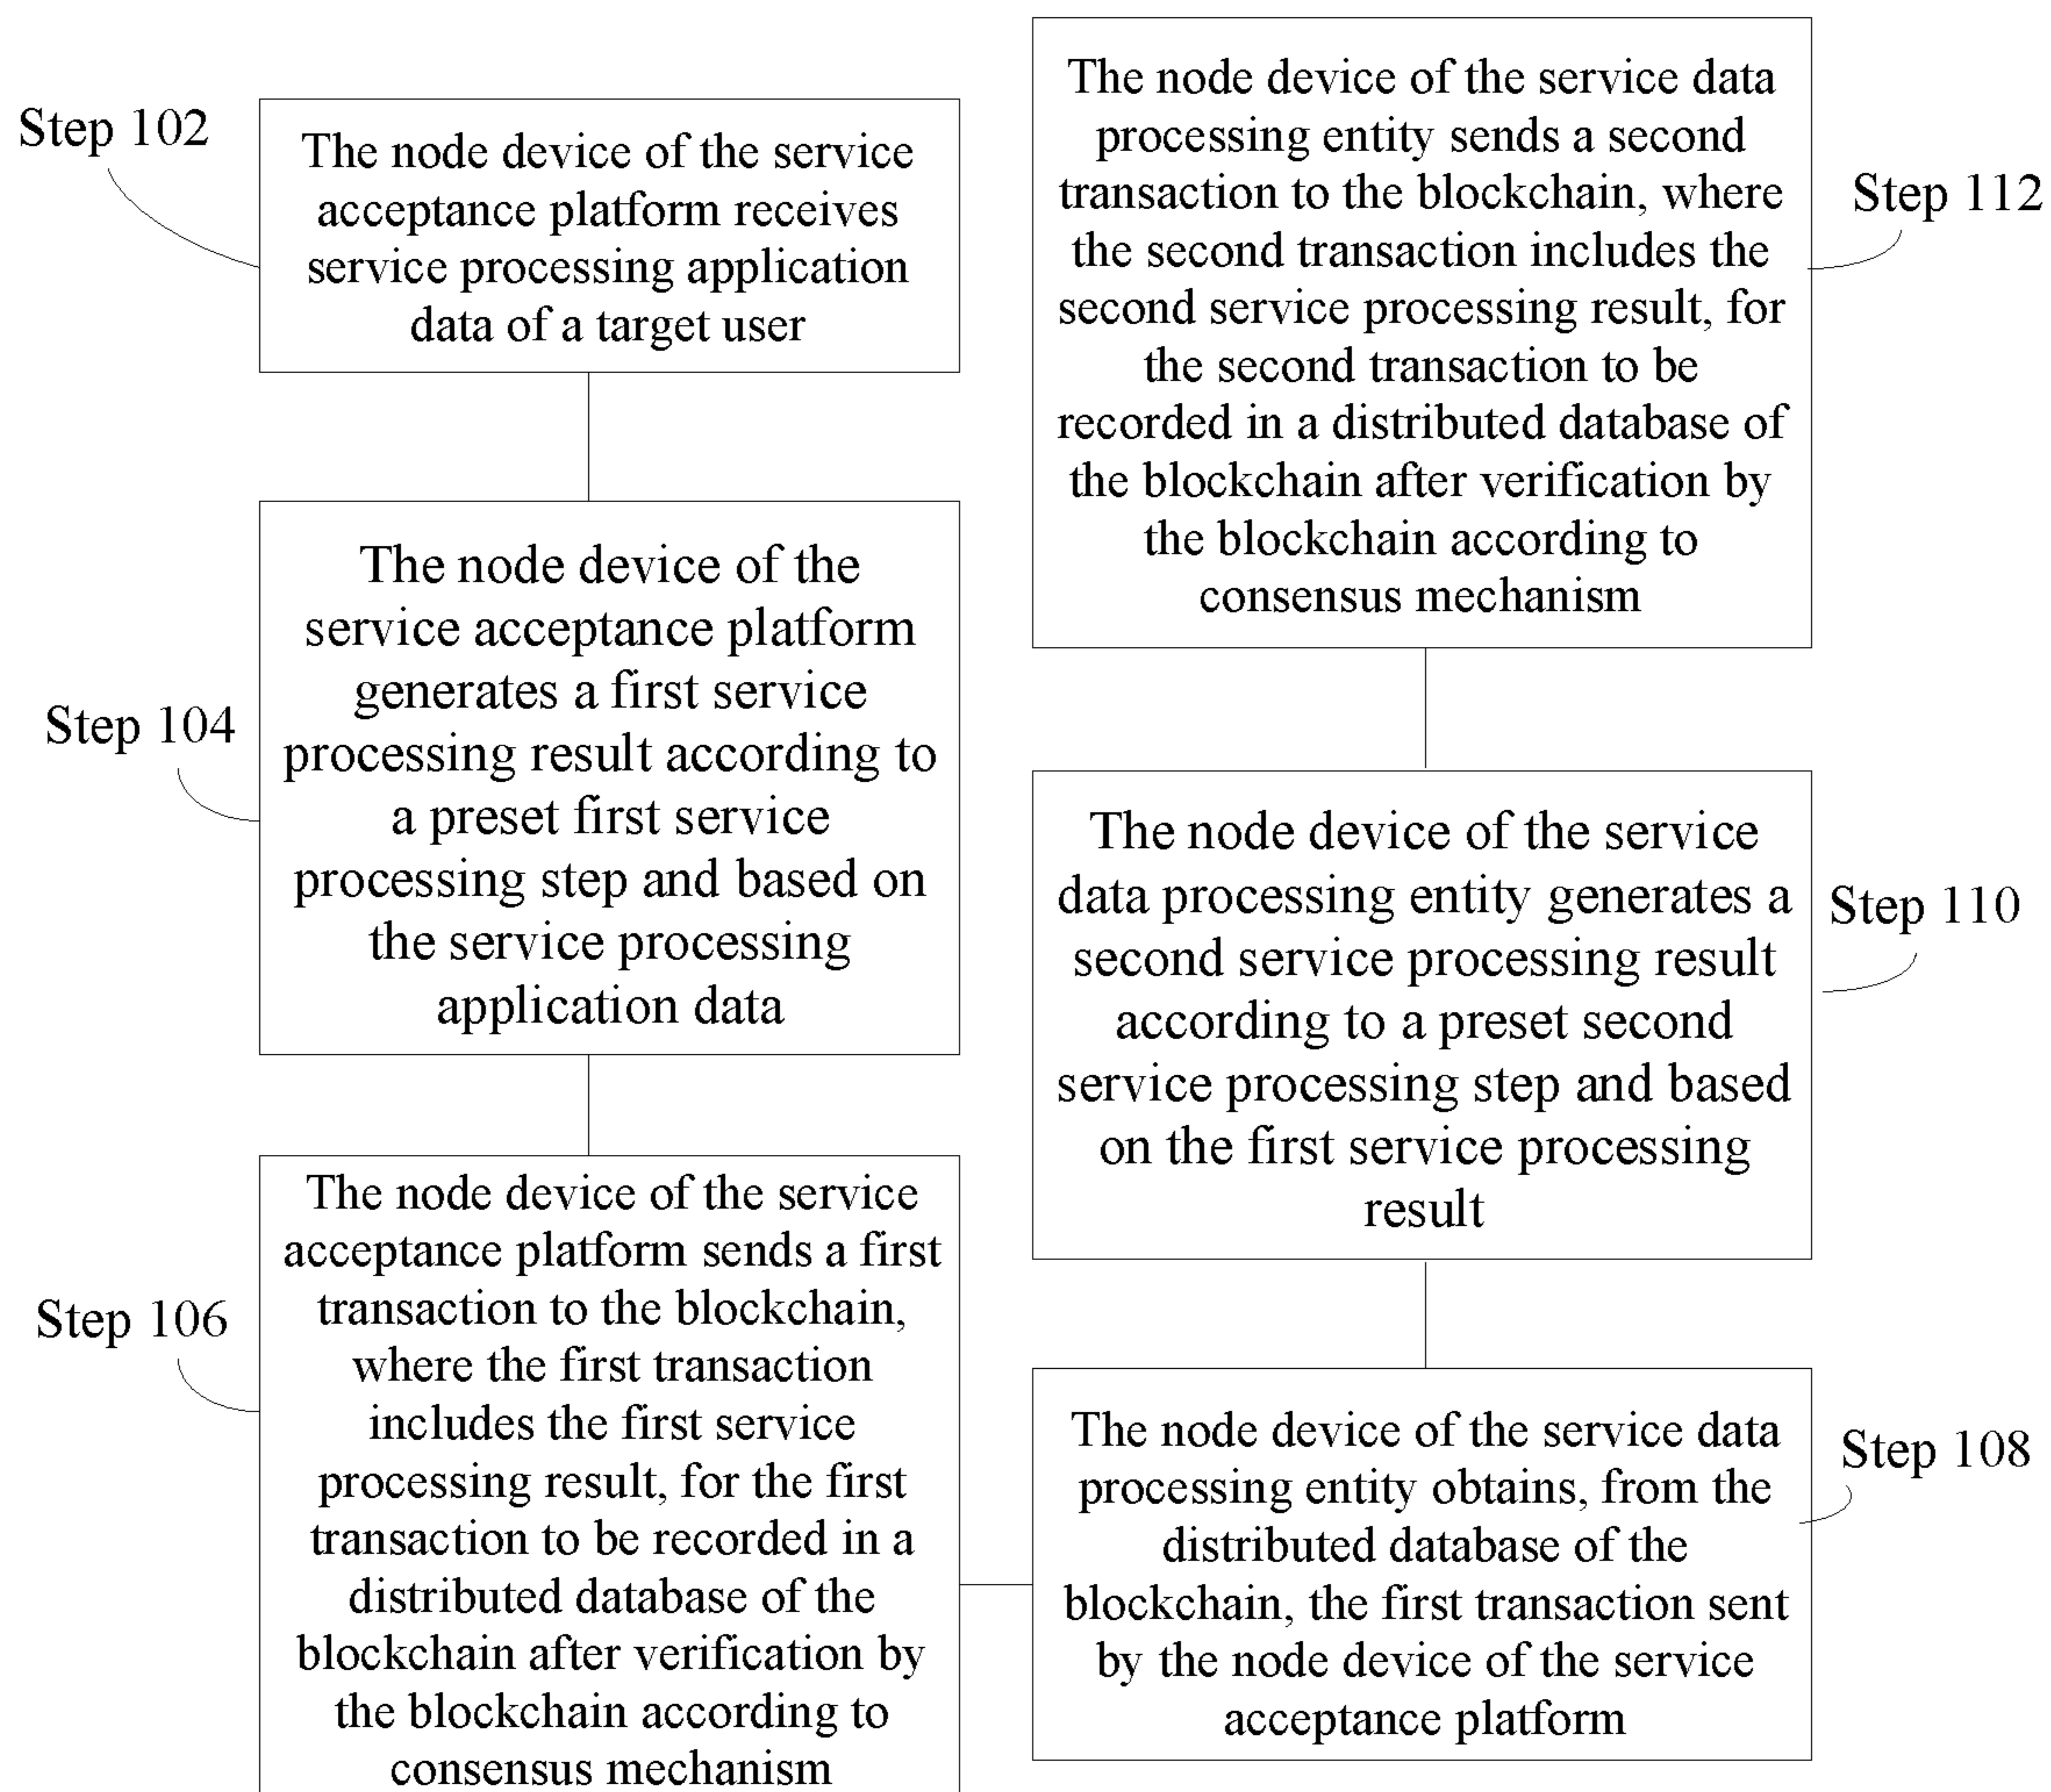 Step 102
The node device of the service
acceptance platform receives
service processing application
data of a target user
Step 104
The node device of the
service acceptance platform
generates a first service
processing result according to
a preset first service
processing step and based on
the service processing
application data
Step 106
The node device of the service
acceptance platform sends a first
transaction to the blockchain,
where the first transaction
includes the first service
processing result, for the first
transaction to be recorded in a
distributed database of the
blockchain after verification by
the blockchain according to
consensus mechanism
The node device of the service data
processing entity obtains, from the
distributed database of the
blockchain, the first transaction sent
by the node device of the service
acceptance platform
Step 108
The node device of the service
data processing entity generates a
second service processing result
according to a preset second
service processing step and based
on the first service processing
result
Step 110
The node device of the service data
processing entity sends a second
transaction to the blockchain, where
the second transaction includes the
second service processing result, for
the second transaction to be
recorded in a distributed database of
the blockchain after verification by
the blockchain according to
consensus mechanism
Step 112